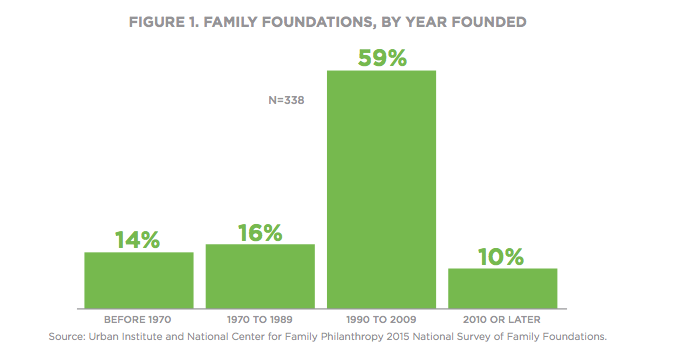 FIGURE 1. FAMILY FOUNDATIONS, BY YEAR FOUNDED
59%
N=338
14%
16%
10%
BEFORE 1970
1970 TO 1989
1990 TO 2009
2010 OR LATER
Source: Urban Institute and National Center for Family Philanthropy 2015 National Survey of Family Foundations.